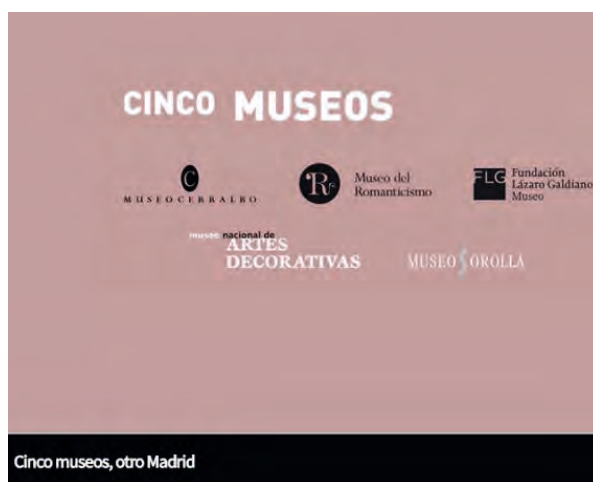 CINCO MUSEOS
C
MUSEO CERRALBO
R
Museo del
Romanticismo
FLG
Fundación
Lázaro Galdiano
Museo
museo nacional de
ARTES
DECORATIVAS
MUSEO SOROLLA
Cinco museos, otro Madrid